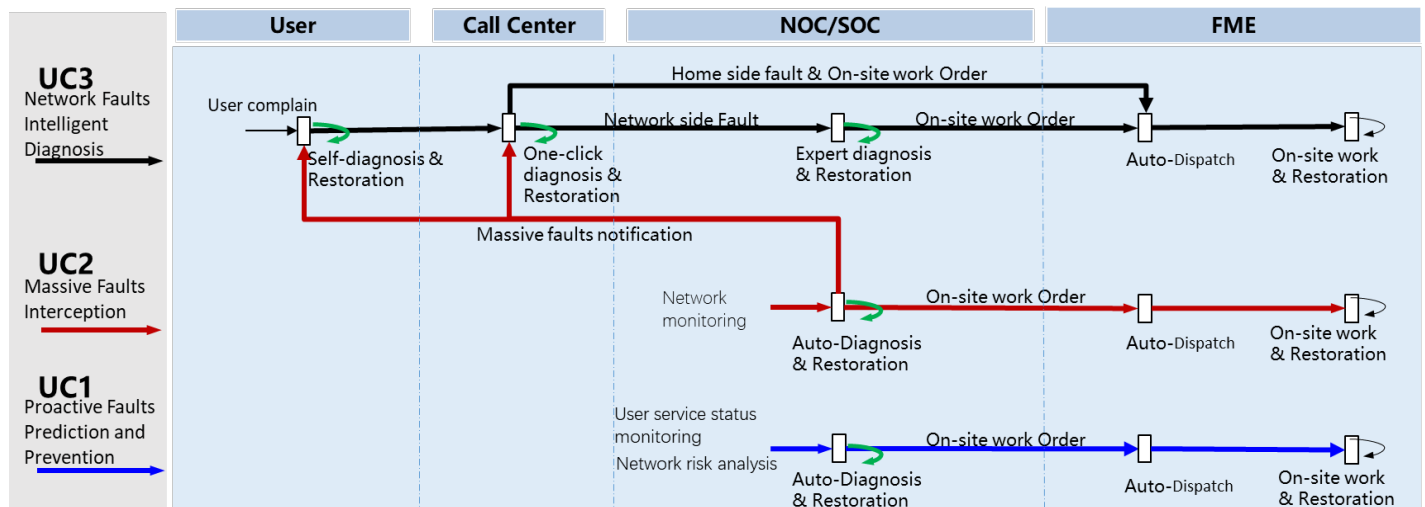 User
Call Center
NOC/SOC
FME
UC3
Network Faults
Intelligent
Diagnosis
User complain
Home side fault & On-site work Order
Network side Fault
On-site work Order
Self-diagnosis &
Restoration
One-click
diagnosis &
Restoration
Expert diagnosis
& Restoration
Auto-Dispatch
On-site work
& Restoration
Massive faults notification
UC2
Massive Faults
Interception
Network
monitoring
On-site work Order
Auto-Diagnosis
& Restoration
Auto-Dispatch
On-site work
& Restoration
UC1
Proactive Faults
Prediction and
Prevention
User service status
monitoring
Network risk analysis
On-site work Order
Auto-Diagnosis
& Restoration
Auto-Dispatch
On-site work
& Restoration